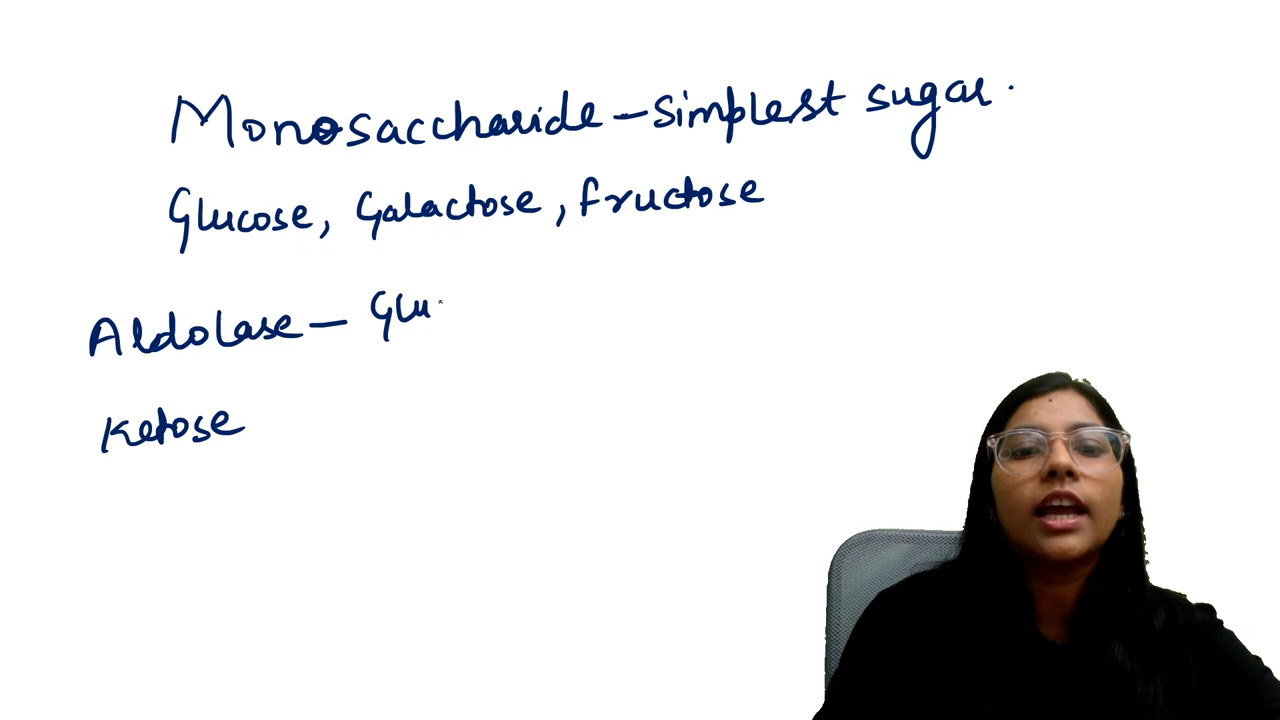 Monosaccharide – Simplest sugar.
Glucose, Galactose, fructose
Aldolase – Glu
Ketose